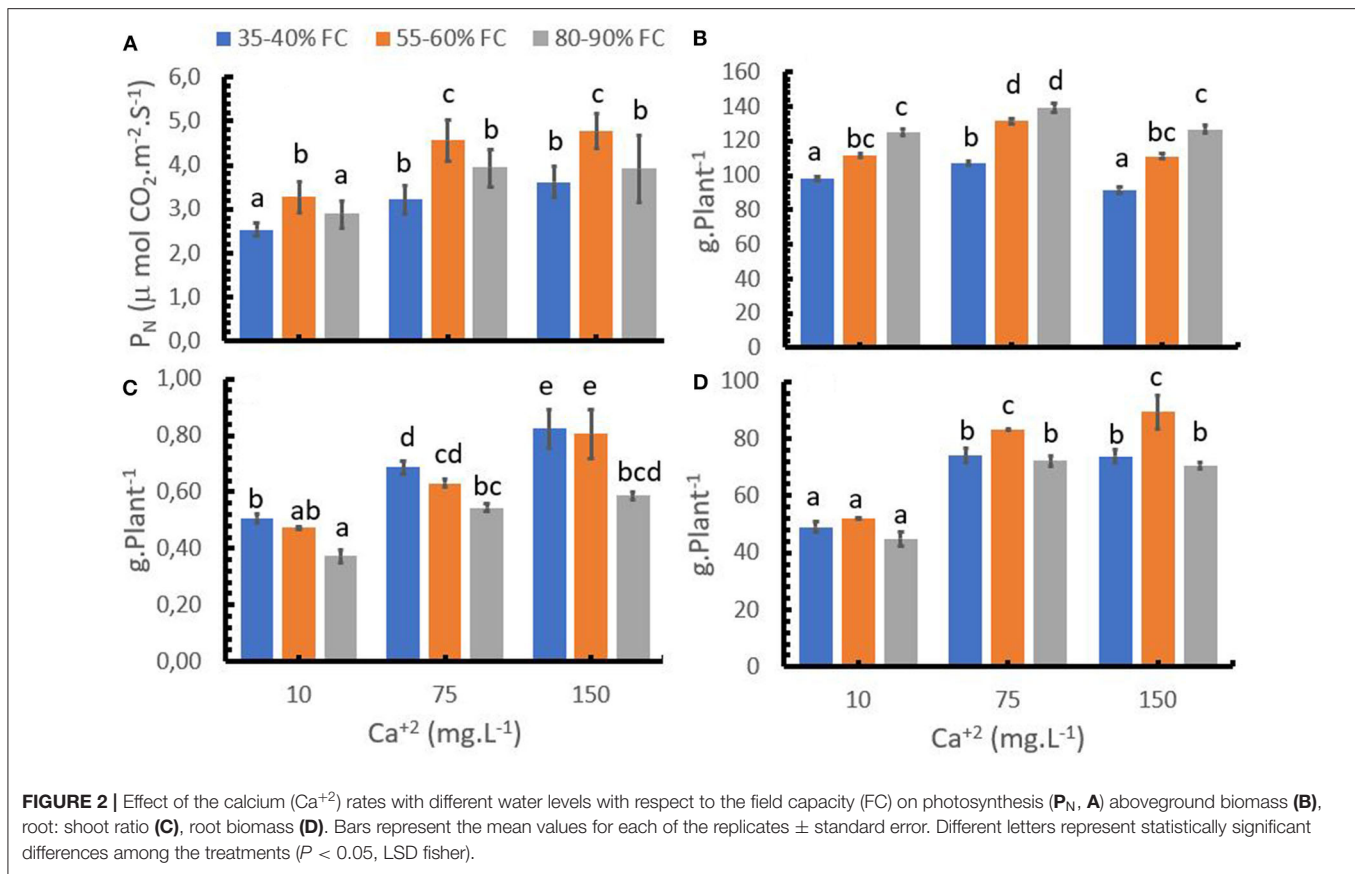 A
35-40% FC 55-60% FC 80-90% FC
P_N (μ mol CO₂.m⁻².S⁻¹)
6,0
5,0
4,0
3,0
2,0
1,0
0,0
a b a b c b b c b
B
g.Plant⁻¹
160
140
120
100
80
60
40
20
0
a bc c b d d a bc c
C
g.Plant⁻¹
1,00
0,80
0,60
0,40
0,20
0,00
b ab a d cd bc e e bcd
10 75 150
Ca⁺² (mg.L⁻¹)
D
g.Plant⁻¹
100
80
60
40
20
0
a a a b c b b c b
10 75 150
Ca⁺² (mg.L⁻¹)
FIGURE 2 | Effect of the calcium (Ca⁺²) rates with different water levels with respect to the field capacity (FC) on photosynthesis (P_N, A) aboveground biomass (B),
root: shoot ratio (C), root biomass (D). Bars represent the mean values for each of the replicates ± standard error. Different letters represent statistically significant
differences among the treatments (P < 0.05, LSD fisher).